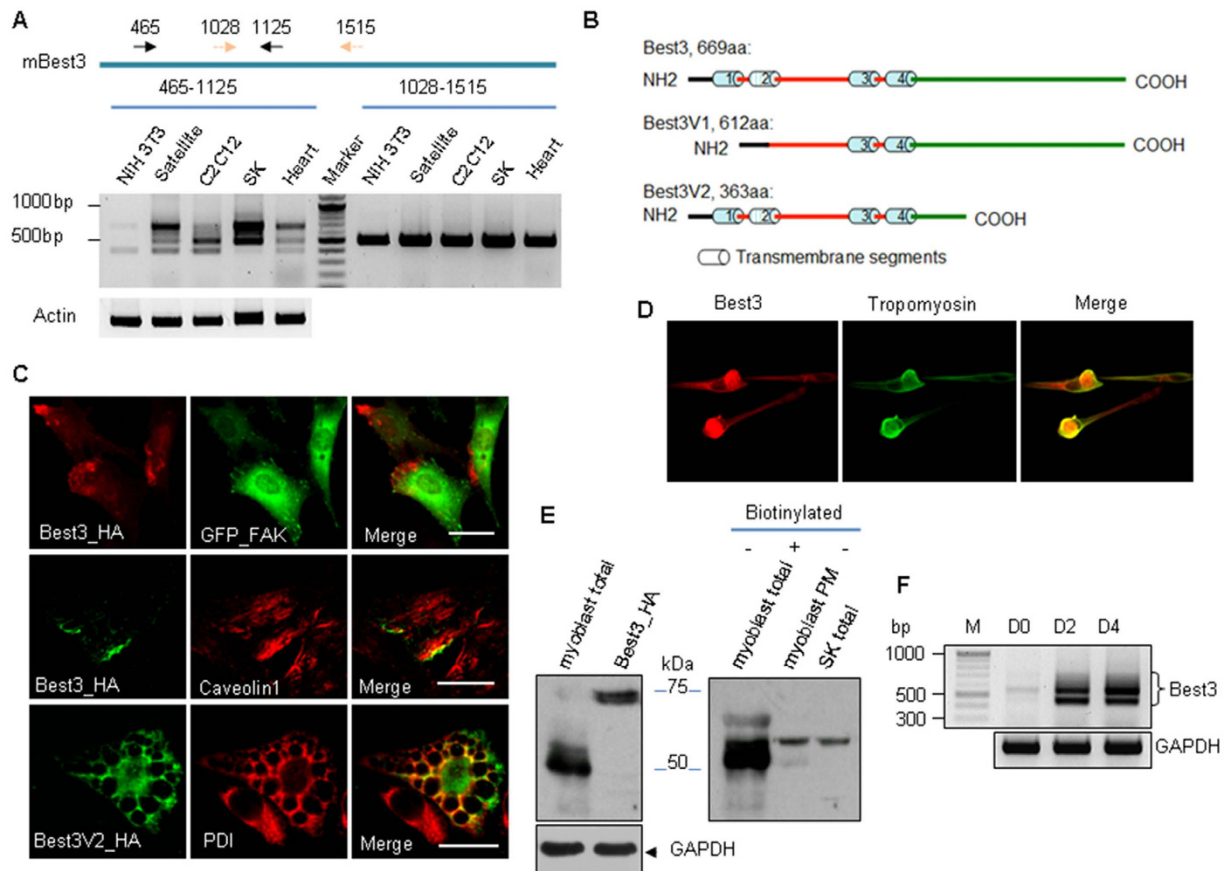 A
465
1028
1125
1515
mBest3
465-1125
1028-1515
NIH 3T3
Satellite
C2C12
SK
Heart
Marker
NIH 3T3
Satellite
C2C12
SK
Heart
1000bp
500bp
Actin
B
Best3, 669aa:
NH2
1
2
3
4
COOH
Best3V1, 612aa:
NH2
3
4
COOH
Best3V2, 363aa:
NH2
1
2
3
4
COOH
Transmembrane segments
C
Best3_HA
GFP_FAK
Merge
Best3_HA
Caveolin1
Merge
Best3V2_HA
PDI
Merge
D
Best3
Tropomyosin
Merge
E
Biotinylated
- + -
myoblast total
Best3_HA
kDa
75
50
myoblast total
myoblast PM
SK total
GAPDH
F
bp M D0 D2 D4
1000
500
300
Best3
GAPDH